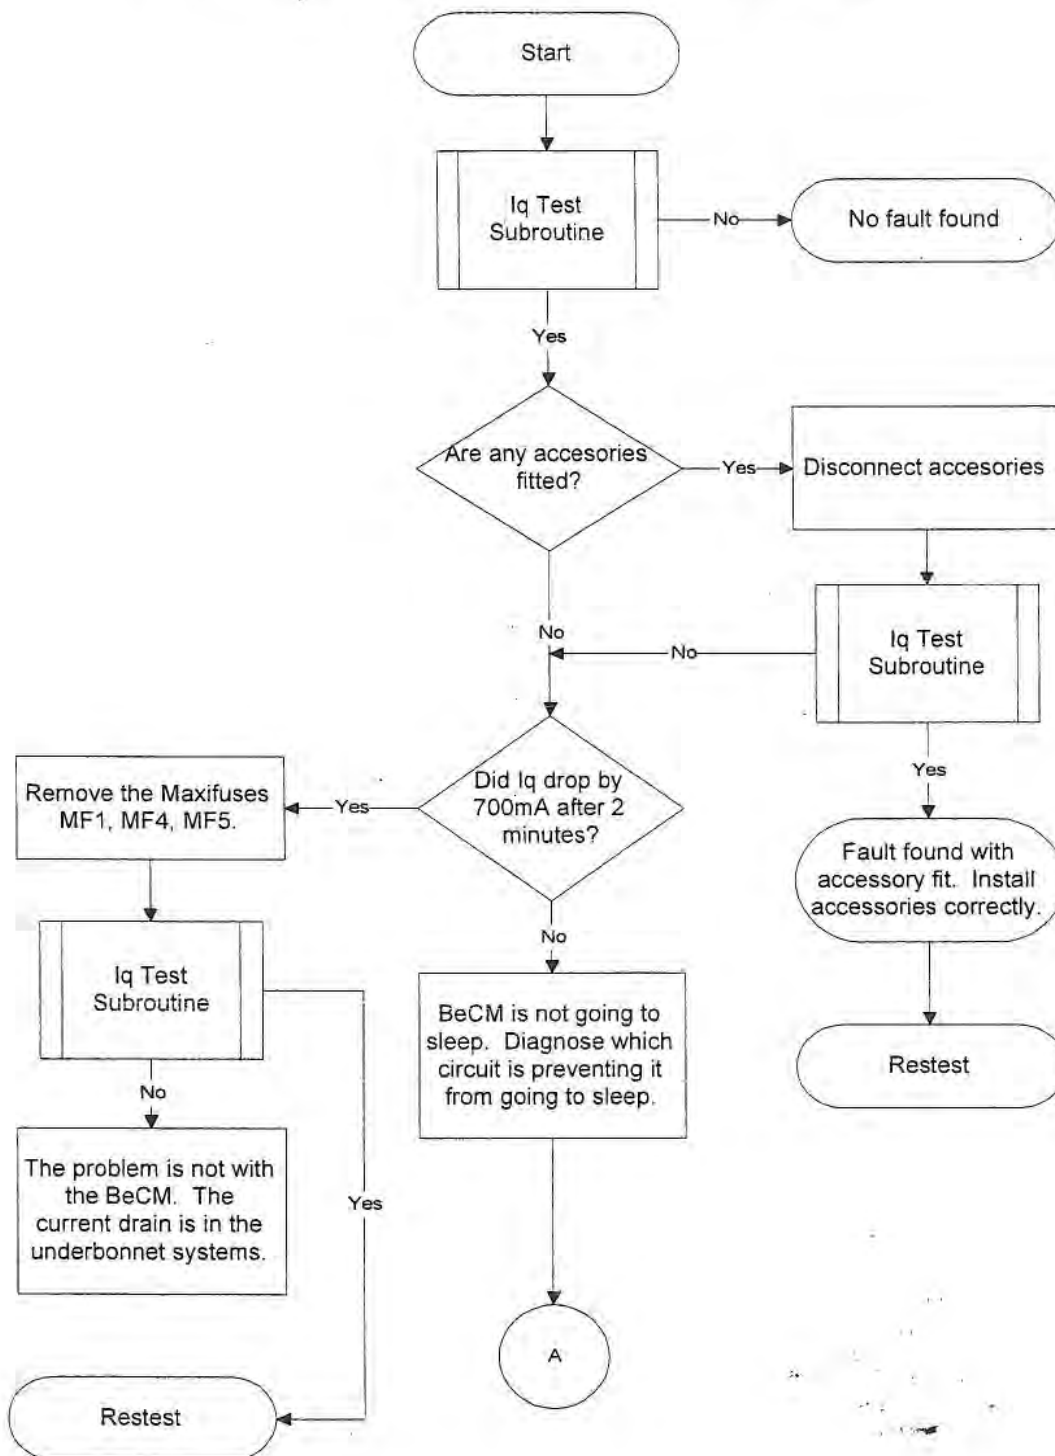 Start
Iq Test
Subroutine
No
No fault found
Yes
Are any accesories
fitted?
Yes
Disconnect accesories
No
No
Iq Test
Subroutine
Yes
Fault found with
accessory fit. Install
accessories correctly.
Restest
Did Iq drop by
700mA after 2
minutes?
Yes
Remove the Maxifuses
MF1, MF4, MF5.
Iq Test
Subroutine
No
The problem is not with
the BeCM. The
current drain is in the
underbonnet systems.
Yes
Restest
No
BeCM is not going to
sleep. Diagnose which
circuit is preventing it
from going to sleep.
A